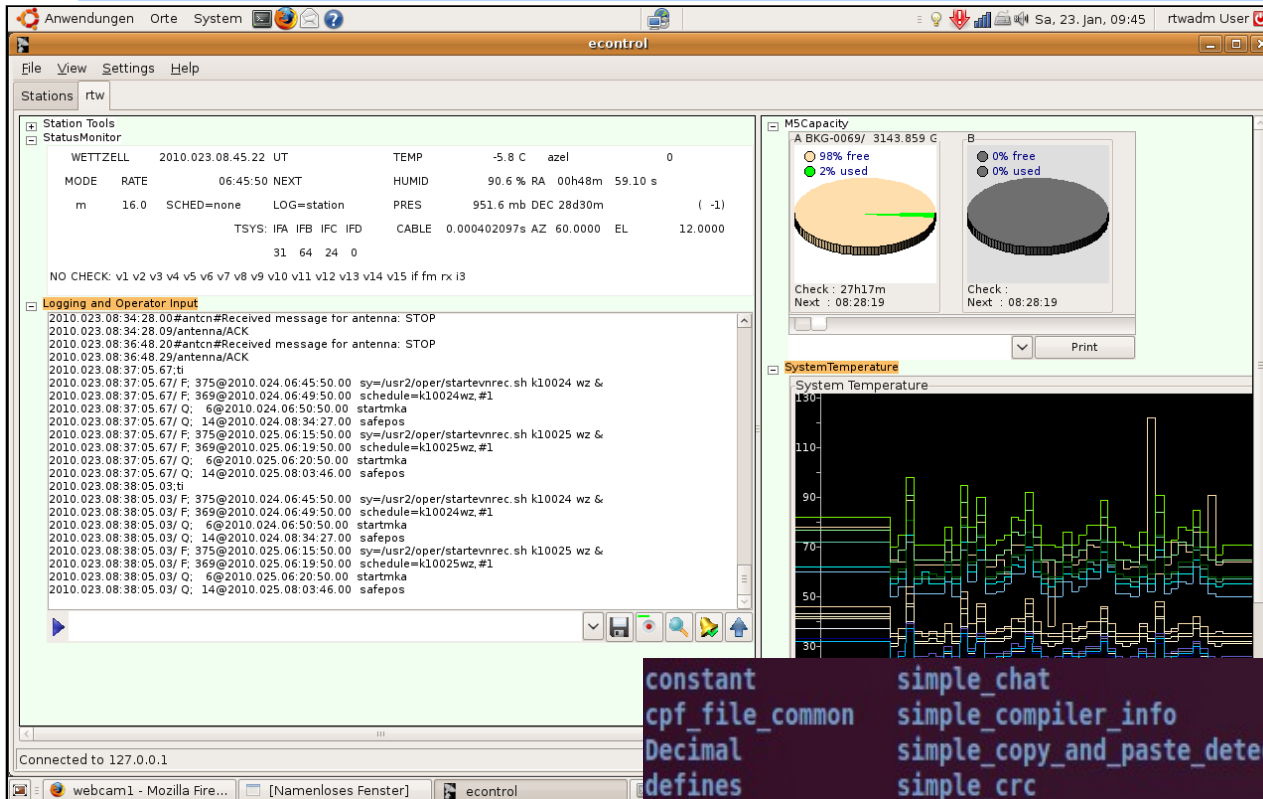 Anwendungen Orte System Sa, 23. Jan, 09:45 rtwadm User
econtrol
File View Settings Help
Stations rtw
Station Tools
StatusMonitor
WETTZELL 2010.023.08.45.22 UT TEMP -5.8 C azel 0
MODE RATE 06:45:50 NEXT HUMID 90.6 % RA 00h48m 59.10 s
m 16.0 SCHED=none LOG=station PRES 951.6 mb DEC 28d30m ( -1)
TSYS: IFA IFB IFC IFD CABLE 0.000402097s AZ 60.0000 EL 12.0000
31 64 24 0
NO CHECK: v1 v2 v3 v4 v5 v6 v7 v8 v9 v10 v11 v12 v13 v14 v15 if fm rx i3
Logging and Operator Input
2010.023.08:34:28.00#antcn#Received message for antenna: STOP
2010.023.08:34:28.09/antenna/ACK
2010.023.08:36:48.20#antcn#Received message for antenna: STOP
2010.023.08:36:48.29/antenna/ACK
2010.023.08:37:05.67;ti
2010.023.08:37:05.67/ F; 375@2010.024.06:45:50.00 sy=/usr2/oper/startevnrec.sh k10024 wz &
2010.023.08:37:05.67/ F; 369@2010.024.06:49:50.00 schedule=k10024wz,#1
2010.023.08:37:05.67/ Q; 6@2010.024.06:50:50.00 startmka
2010.023.08:37:05.67/ Q; 14@2010.024.08:34:27.00 safepos
2010.023.08:37:05.67/ F; 375@2010.025.06:15:50.00 sy=/usr2/oper/startevnrec.sh k10025 wz &
2010.023.08:37:05.67/ F; 369@2010.025.06:19:50.00 schedule=k10025wz,#1
2010.023.08:37:05.67/ Q; 6@2010.025.06:20:50.00 startmka
2010.023.08:37:05.67/ Q; 14@2010.025.08:03:46.00 safepos
2010.023.08:38:05.03;ti
2010.023.08:38:05.03/ F; 375@2010.024.06:45:50.00 sy=/usr2/oper/startevnrec.sh k10024 wz &
2010.023.08:38:05.03/ F; 369@2010.024.06:49:50.00 schedule=k10024wz,#1
2010.023.08:38:05.03/ Q; 6@2010.024.06:50:50.00 startmka
2010.023.08:38:05.03/ Q; 14@2010.024.08:34:27.00 safepos
2010.023.08:38:05.03/ F; 375@2010.025.06:15:50.00 sy=/usr2/oper/startevnrec.sh k10025 wz &
2010.023.08:38:05.03/ F; 369@2010.025.06:19:50.00 schedule=k10025wz,#1
2010.023.08:38:05.03/ Q; 6@2010.025.06:20:50.00 startmka
2010.023.08:38:05.03/ Q; 14@2010.025.08:03:46.00 safepos
M5Capacity
A BKG-0069/ 3143.859 G
98% free
2% used
Check : 27h17m
Next : 08:28:19
B
0% free
0% used
Check :
Next : 08:28:19
Print
SystemTemperature
System Temperature
130
110
90
70
50
30
constant simple_chat
cpf_file_common simple_compiler_info
Decimal simple_copy_and_paste_dete
defines simple_crc
Connected to 127.0.0.1
webcam1 - Mozilla Fire... [Namenloses Fenster] econtrol